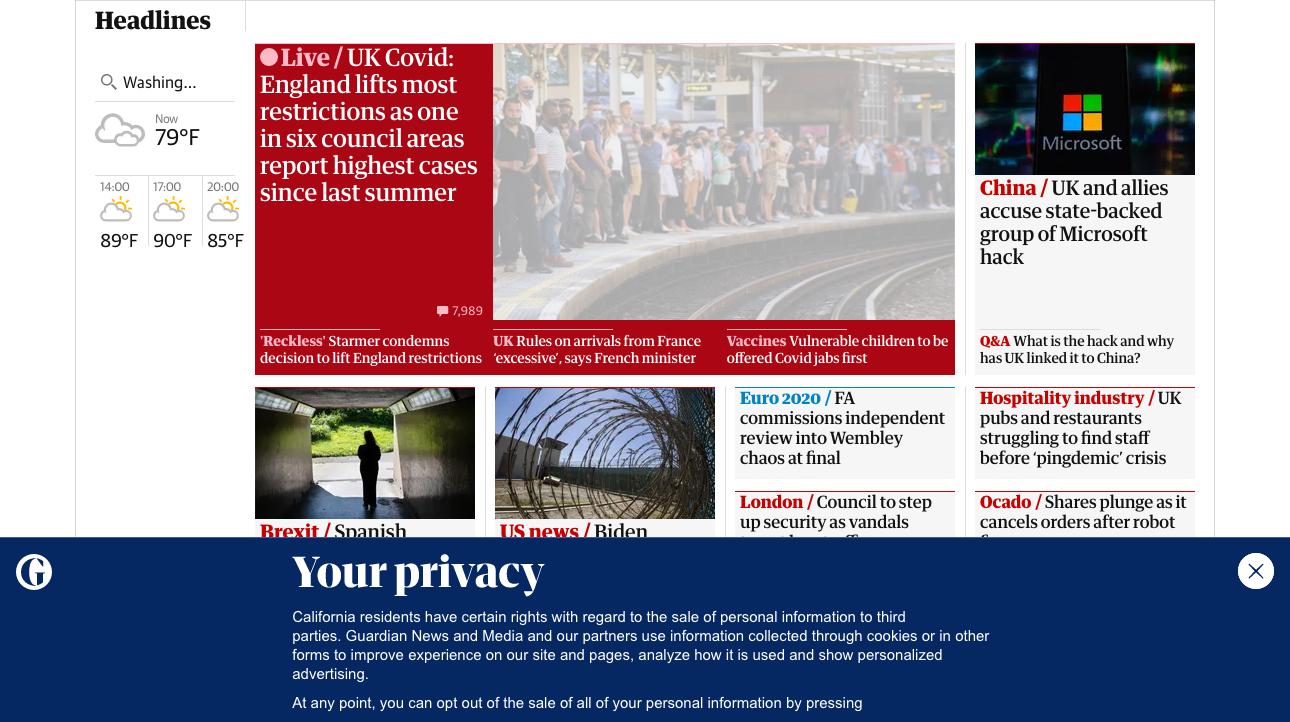 Headlines
Washing...
Now
79°F
14:00
17:00
20:00
89°F
90°F
85°F
Live / UK Covid:
England lifts most
restrictions as one
in six council areas
report highest cases
since last summer
7,989
'Reckless' Starmer condemns
decision to lift England restrictions
UK Rules on arrivals from France
‘excessive’, says French minister
Vaccines Vulnerable children to be
offered Covid jabs first
Microsoft
China / UK and allies
accuse state-backed
group of Microsoft
hack
Q&A What is the hack and why
has UK linked it to China?
Brexit / Spanish
US news / Biden
Euro 2020 / FA
commissions independent
review into Wembley
chaos at final
London / Council to step
up security as vandals
Hospitality industry / UK
pubs and restaurants
struggling to find staff
before ‘pingdemic’ crisis
Ocado / Shares plunge as it
cancels orders after robot
Your privacy
California residents have certain rights with regard to the sale of personal information to third
parties. Guardian News and Media and our partners use information collected through cookies or in other
forms to improve experience on our site and pages, analyze how it is used and show personalized
advertising.
At any point, you can opt out of the sale of all of your personal information by pressing